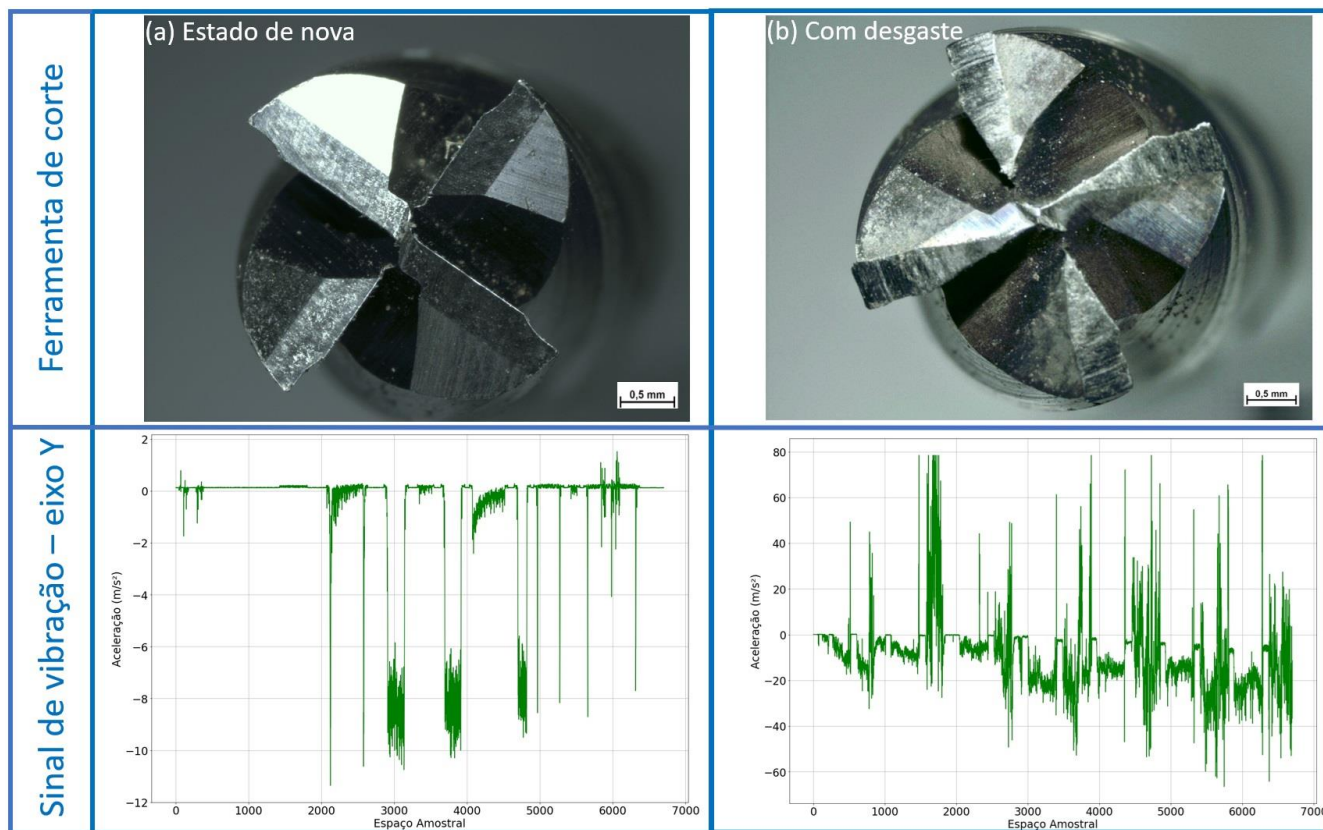 Ferramenta de corte
(a) Estado de nova
0,5 mm
(b) Com desgaste
0,5 mm
Sinal de vibração – eixo Y
Aceleração (m/s²)
2
0
−2
−4
−6
−8
−10
−12
0 1000 2000 3000 4000 5000 6000 7000
Espaço Amostral
Aceleração (m/s²)
80
60
40
20
0
−20
−40
−60
0 1000 2000 3000 4000 5000 6000 7000
Espaço Amostral